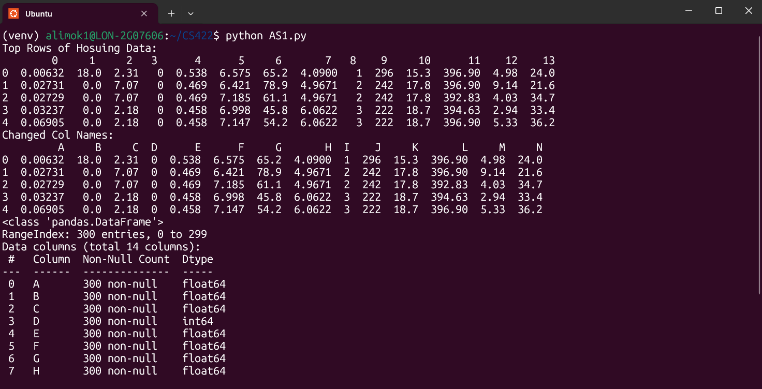 Ubuntu
(venv) alimok1@LON-2G07606:~/CS422$ python AS1.py
Top Rows of Hosuing Data:
        0     1     2  3      4      5     6       7  8    9    10      11    12    13
0  0.00632  18.0  2.31  0  0.538  6.575  65.2  4.0900  1  296  15.3  396.90  4.98  24.0
1  0.02731   0.0  7.07  0  0.469  6.421  78.9  4.9671  2  242  17.8  396.90  9.14  21.6
2  0.02729   0.0  7.07  0  0.469  7.185  61.1  4.9671  2  242  17.8  392.83  4.03  34.7
3  0.03237   0.0  2.18  0  0.458  6.998  45.8  6.0622  3  222  18.7  394.63  2.94  33.4
4  0.06905   0.0  2.18  0  0.458  7.147  54.2  6.0622  3  222  18.7  396.90  5.33  36.2
Changed Col Names:
         A     B     C  D      E      F     G       H  I    J     K       L     M     N
0  0.00632  18.0  2.31  0  0.538  6.575  65.2  4.0900  1  296  15.3  396.90  4.98  24.0
1  0.02731   0.0  7.07  0  0.469  6.421  78.9  4.9671  2  242  17.8  396.90  9.14  21.6
2  0.02729   0.0  7.07  0  0.469  7.185  61.1  4.9671  2  242  17.8  392.83  4.03  34.7
3  0.03237   0.0  2.18  0  0.458  6.998  45.8  6.0622  3  222  18.7  394.63  2.94  33.4
4  0.06905   0.0  2.18  0  0.458  7.147  54.2  6.0622  3  222  18.7  396.90  5.33  36.2
<class 'pandas.DataFrame'>
RangeIndex: 300 entries, 0 to 299
Data columns (total 14 columns):
 #   Column  Non-Null Count  Dtype
---  ------  --------------  -----
 0   A       300 non-null    float64
 1   B       300 non-null    float64
 2   C       300 non-null    float64
 3   D       300 non-null    int64
 4   E       300 non-null    float64
 5   F       300 non-null    float64
 6   G       300 non-null    float64
 7   H       300 non-null    float64